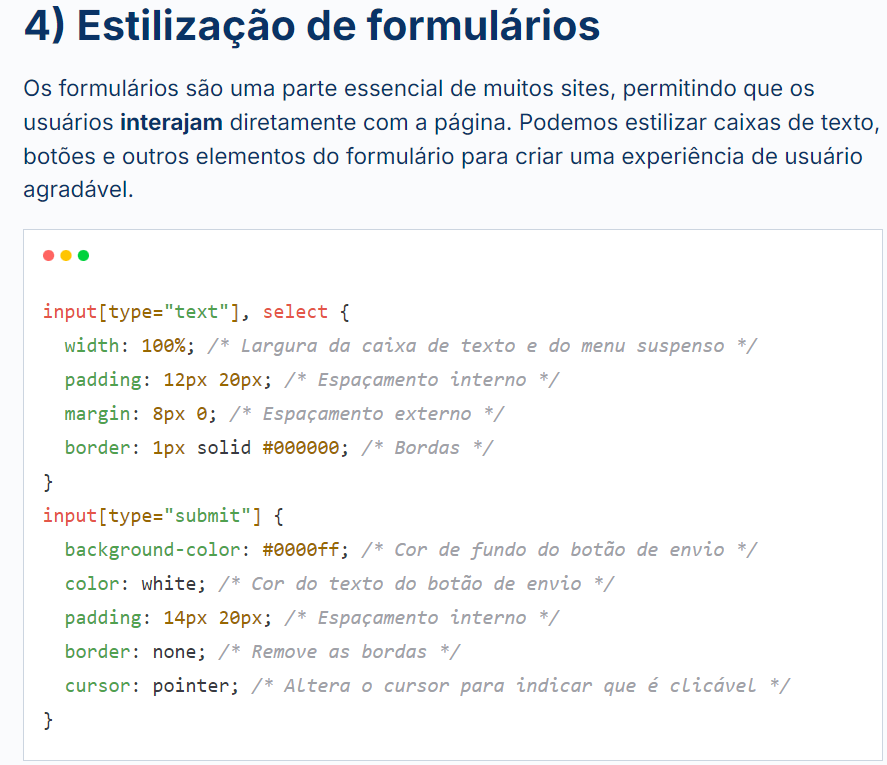 4) Estilização de formulários
Os formulários são uma parte essencial de muitos sites, permitindo que os
usuários interajam diretamente com a página. Podemos estilizar caixas de texto,
botões e outros elementos do formulário para criar uma experiência de usuário
agradável.
input[type="text"], select {
  width: 100%; /* Largura da caixa de texto e do menu suspenso */
  padding: 12px 20px; /* Espaçamento interno */
  margin: 8px 0; /* Espaçamento externo */
  border: 1px solid #000000; /* Bordas */
}
input[type="submit"] {
  background-color: #0000ff; /* Cor de fundo do botão de envio */
  color: white; /* Cor do texto do botão de envio */
  padding: 14px 20px; /* Espaçamento interno */
  border: none; /* Remove as bordas */
  cursor: pointer; /* Altera o cursor para indicar que é clicável */
}